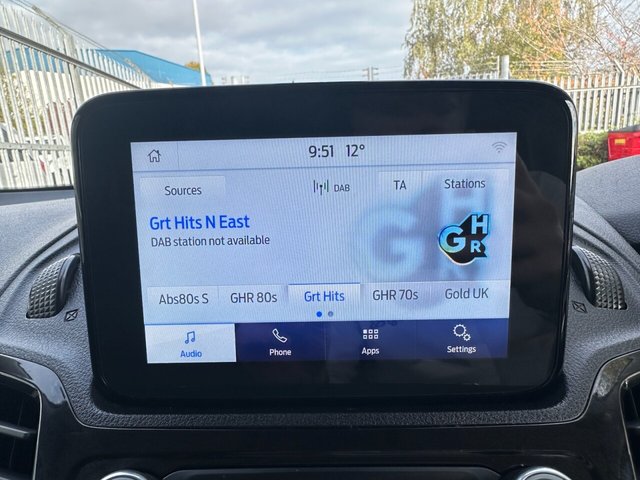 9:51 12°
Sources DAB TA Stations
Grt Hits N East
DAB station not available
GHR
Abs80s S GHR 80s Grt Hits GHR 70s Gold UK
Audio Phone Apps Settings